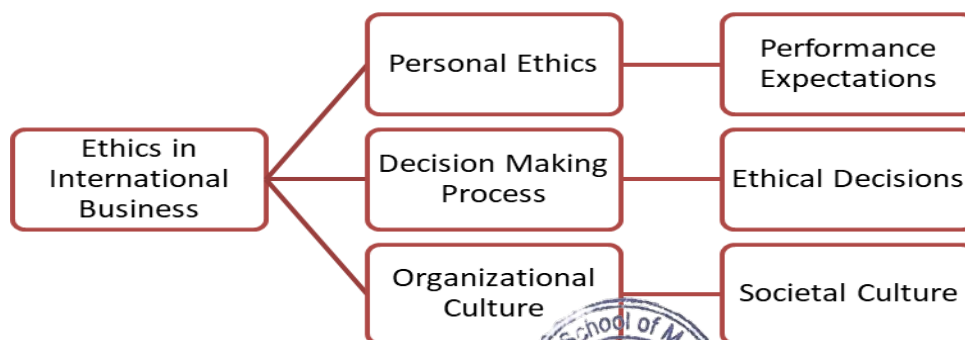 Personal Ethics
Performance
Expectations
Ethics in
International
Business
Decision Making
Process
Ethical Decisions
Organizational
Culture
Societal Culture
School of